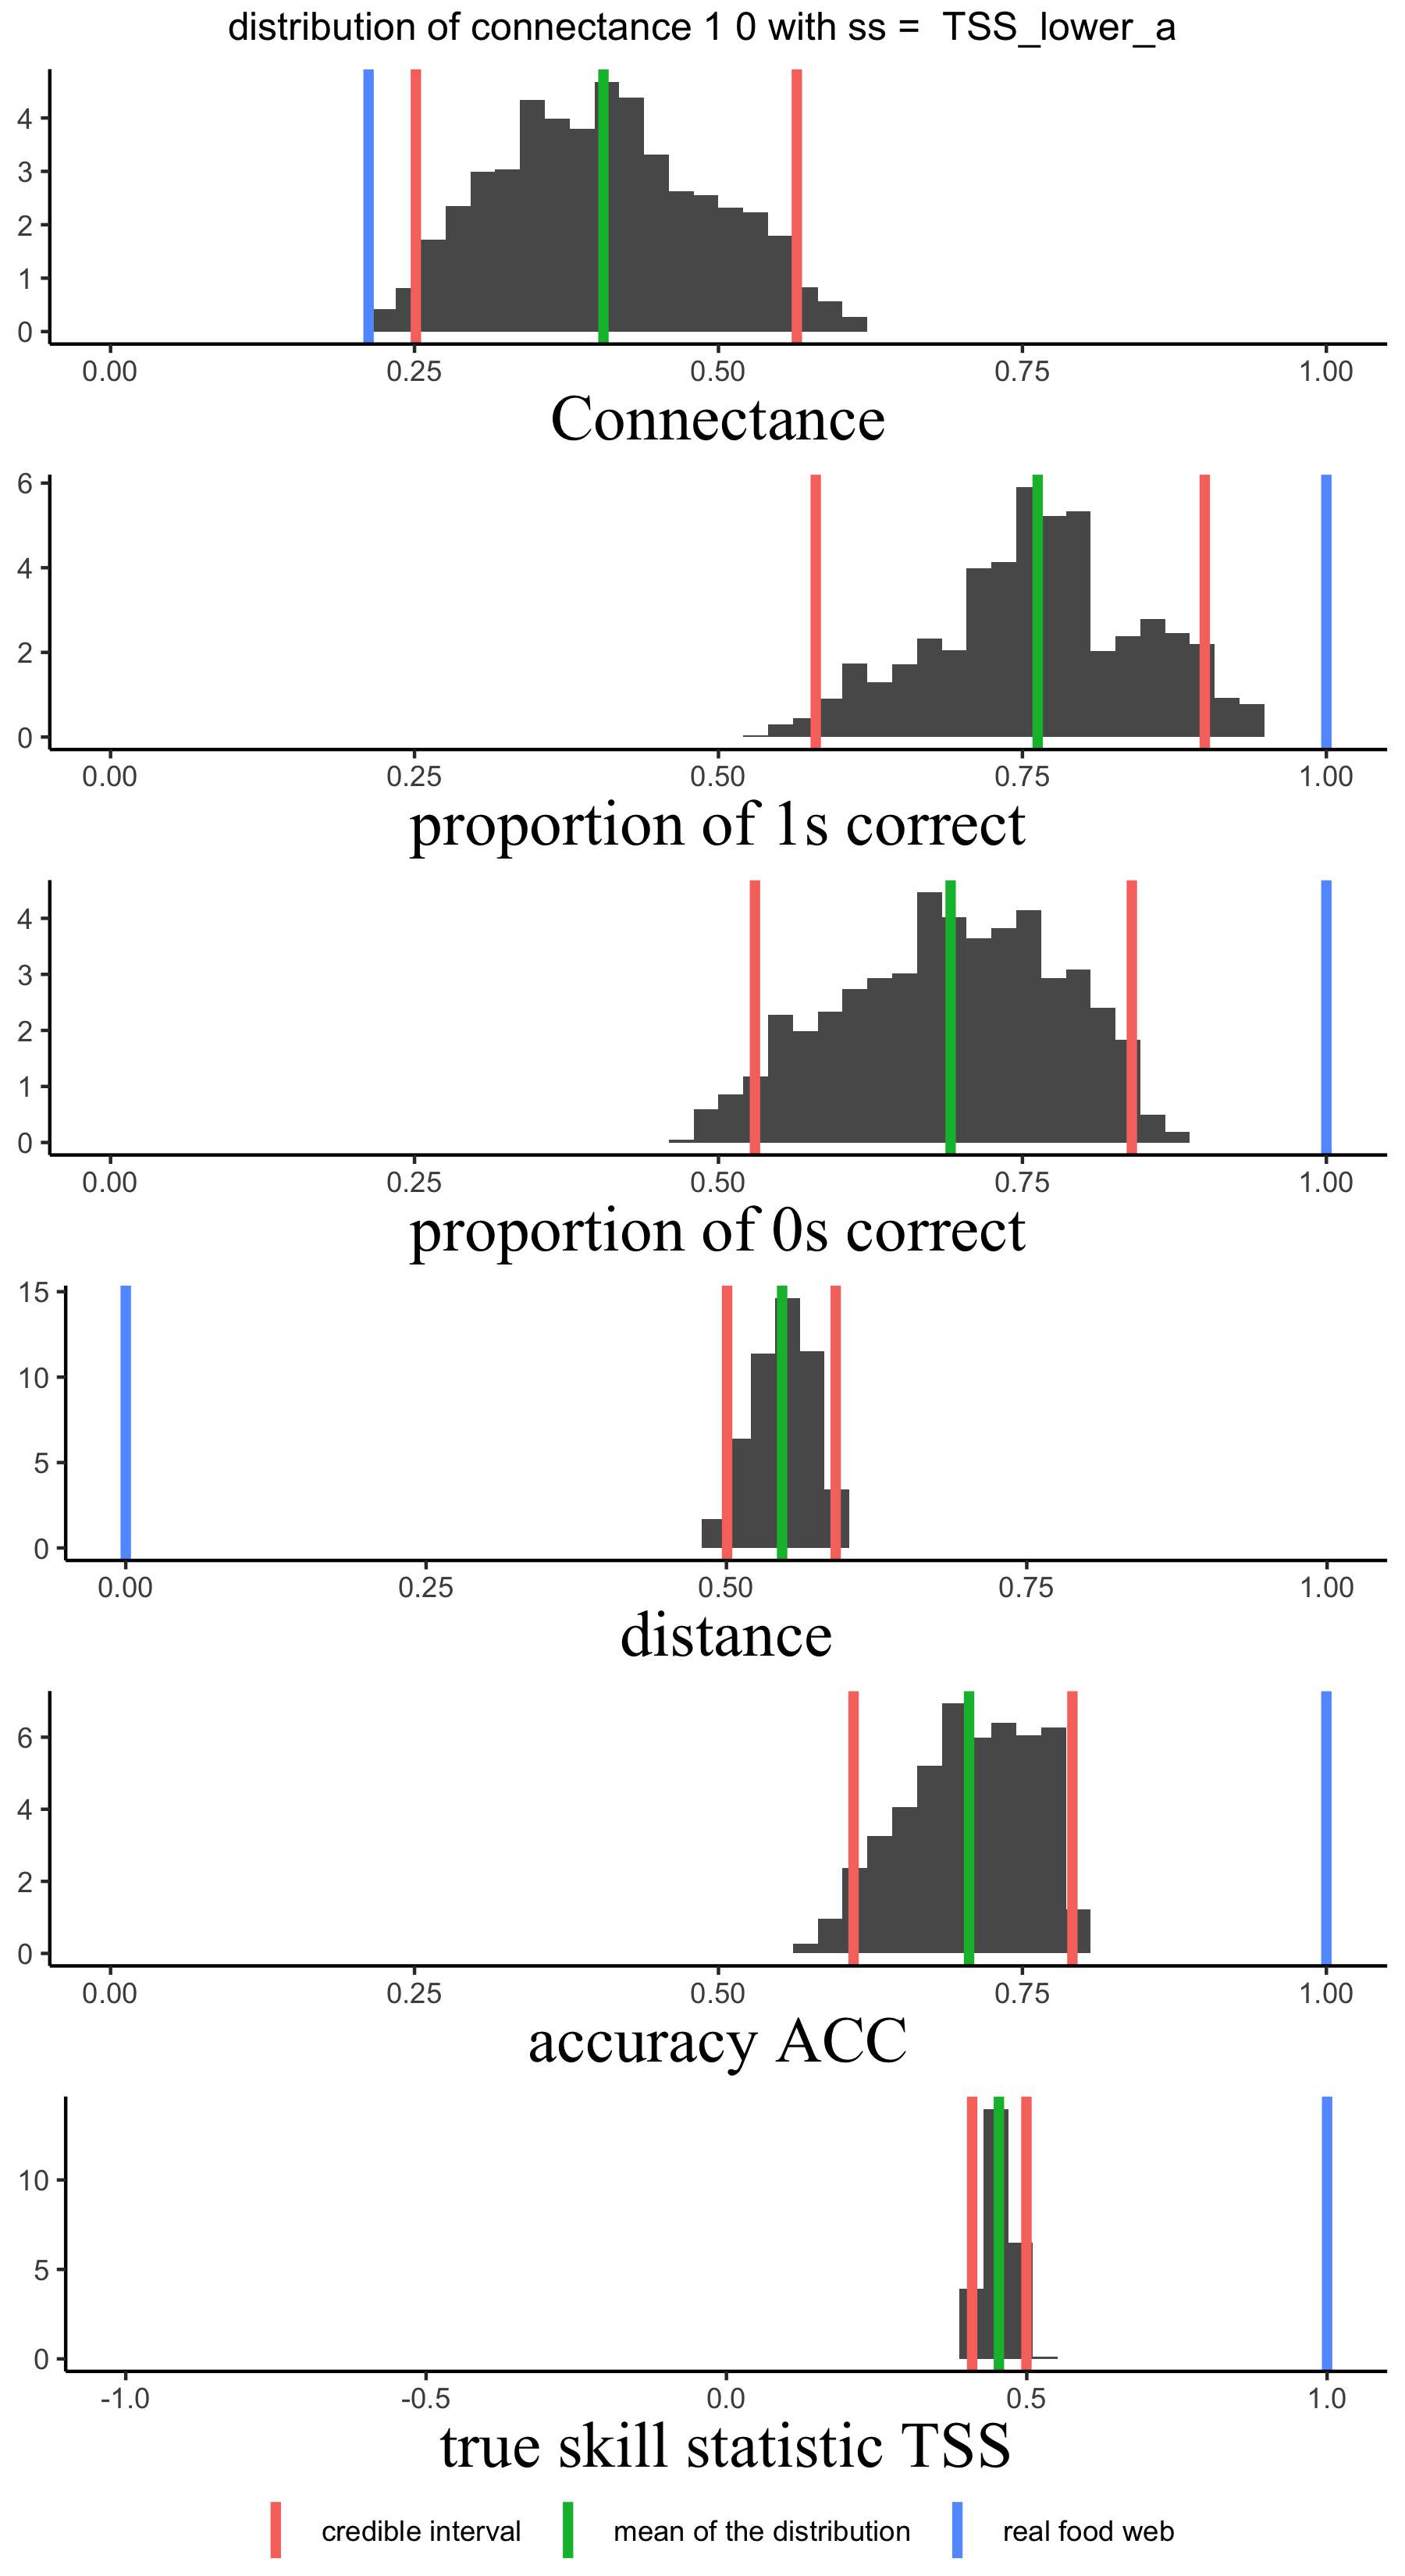 distribution of connectance 1 0 with ss =  TSS_lower_a
4
3
2
1
0
0.00 0.25 0.50 0.75 1.00
Connectance
6
4
2
0
0.00 0.25 0.50 0.75 1.00
proportion of 1s correct
4
3
2
1
0
0.00 0.25 0.50 0.75 1.00
proportion of 0s correct
15
10
5
0
0.00 0.25 0.50 0.75 1.00
distance
6
4
2
0
0.00 0.25 0.50 0.75 1.00
accuracy ACC
10
5
0
-1.0 -0.5 0.0 0.5 1.0
true skill statistic TSS
credible interval mean of the distribution real food web